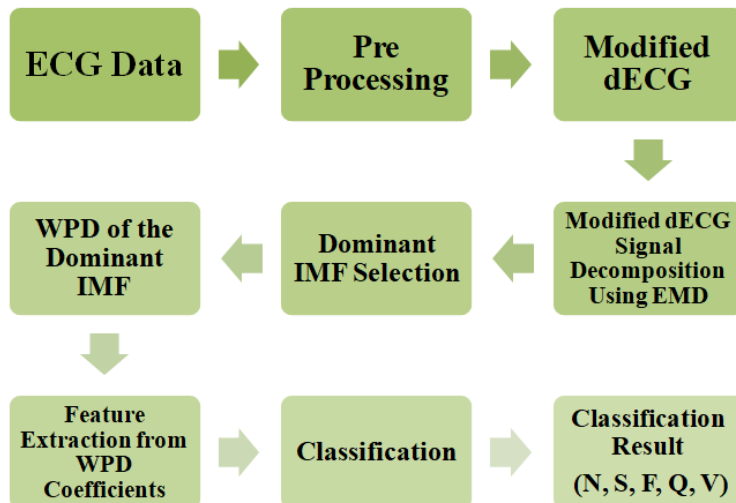 ECG Data
Pre
Processing
Modified
dECG
Modified dECG
Signal
Decomposition
Using EMD
Dominant
IMF Selection
WPD of the
Dominant
IMF
Feature
Extraction from
WPD
Coefficients
Classification
Classification
Result
(N, S, F, Q, V)